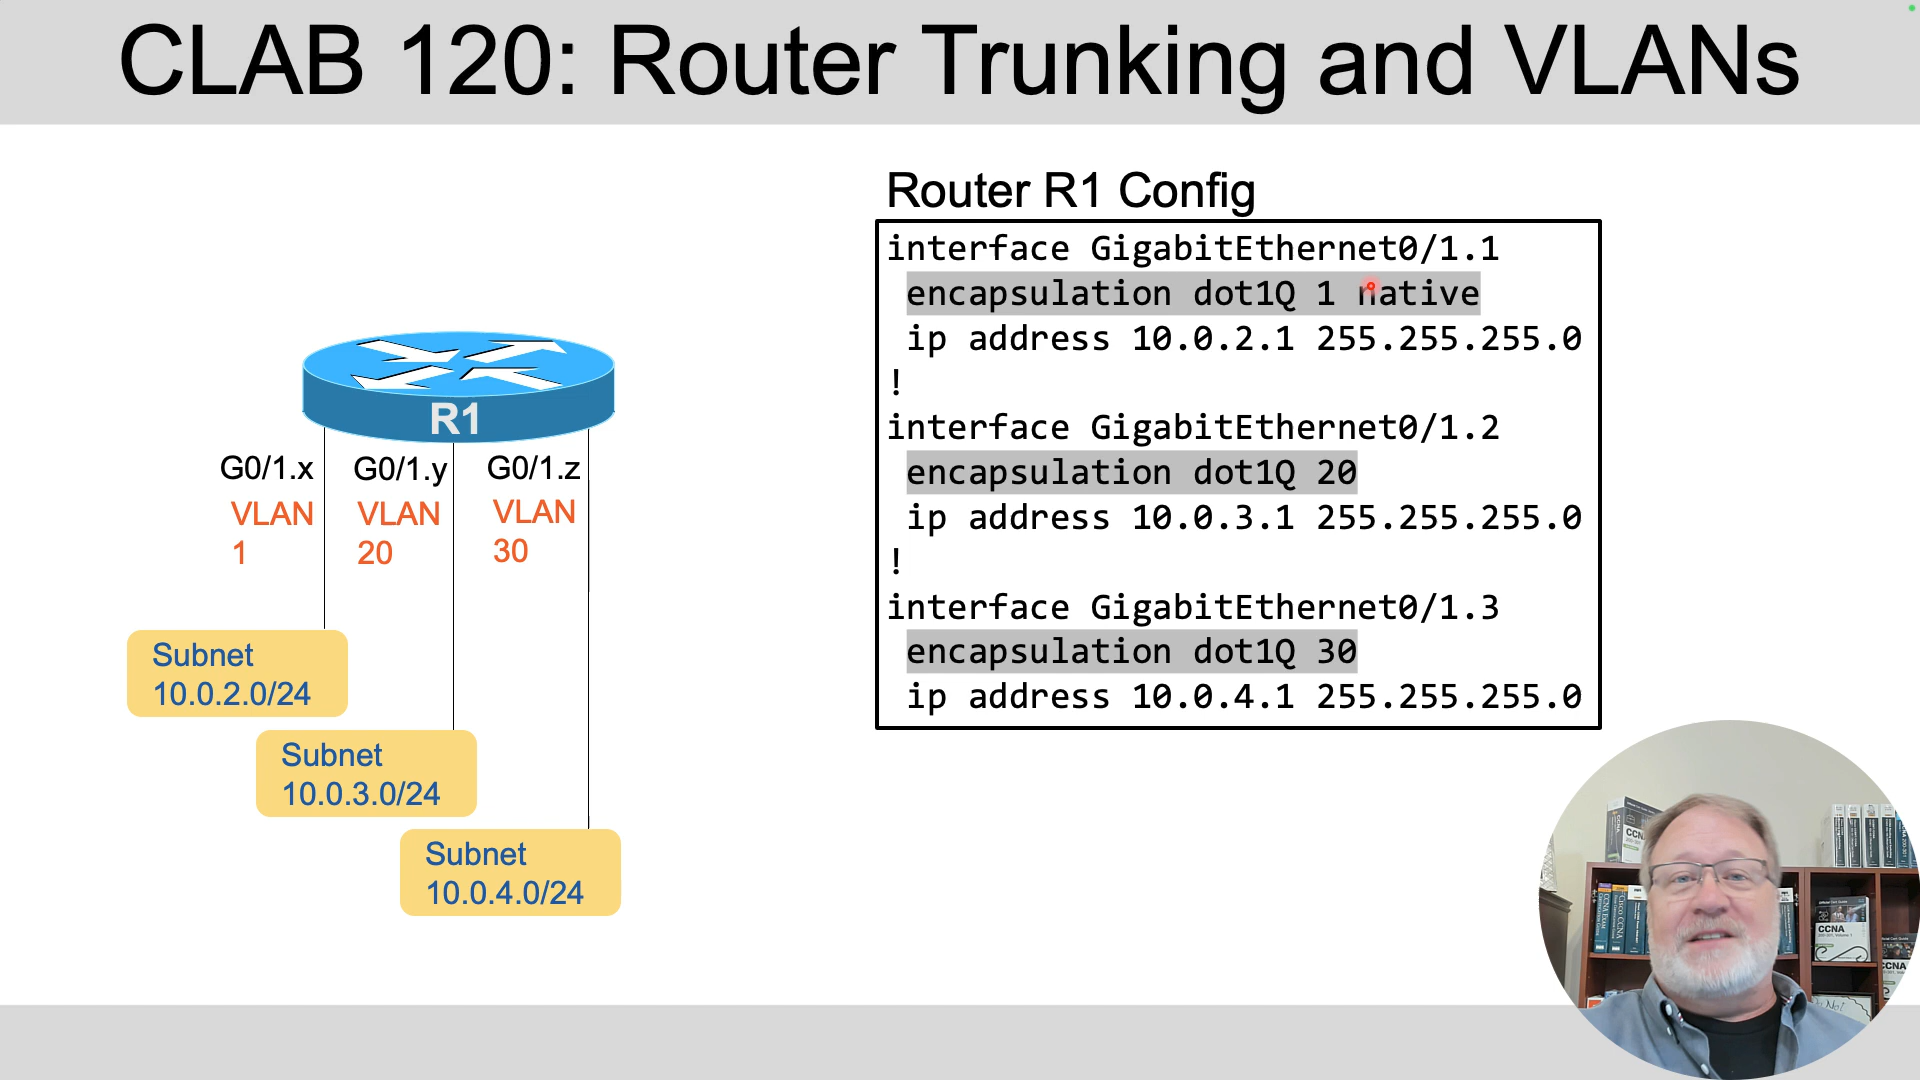 CLAB 120: Router Trunking and VLANs
Router R1 Config
interface GigabitEthernet0/1.1
encapsulation dot1Q 1 native
ip address 10.0.2.1 255.255.255.0
!
interface GigabitEthernet0/1.2
encapsulation dot1Q 20
ip address 10.0.3.1 255.255.255.0
!
interface GigabitEthernet0/1.3
encapsulation dot1Q 30
ip address 10.0.4.1 255.255.255.0
R1
G0/1.x
VLAN
1
G0/1.y
VLAN
20
G0/1.z
VLAN
30
Subnet
10.0.2.0/24
Subnet
10.0.3.0/24
Subnet
10.0.4.0/24
CCNA
CCNA